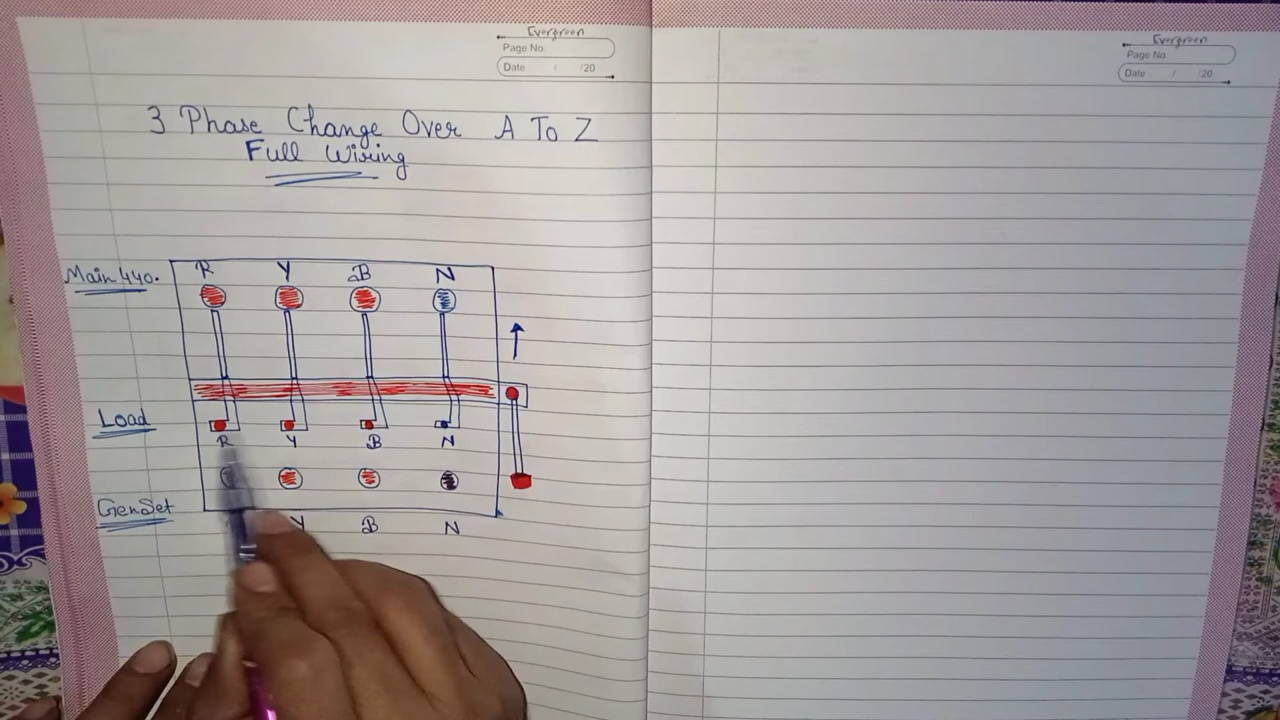 Evergreen
Page No.
Date / /20
Evergreen
Page No
Date / /20
3 Phase Change Over A To Z
Full Wiring
Main 440.
R Y B N
Load
R Y B N
GenSet
Y B N